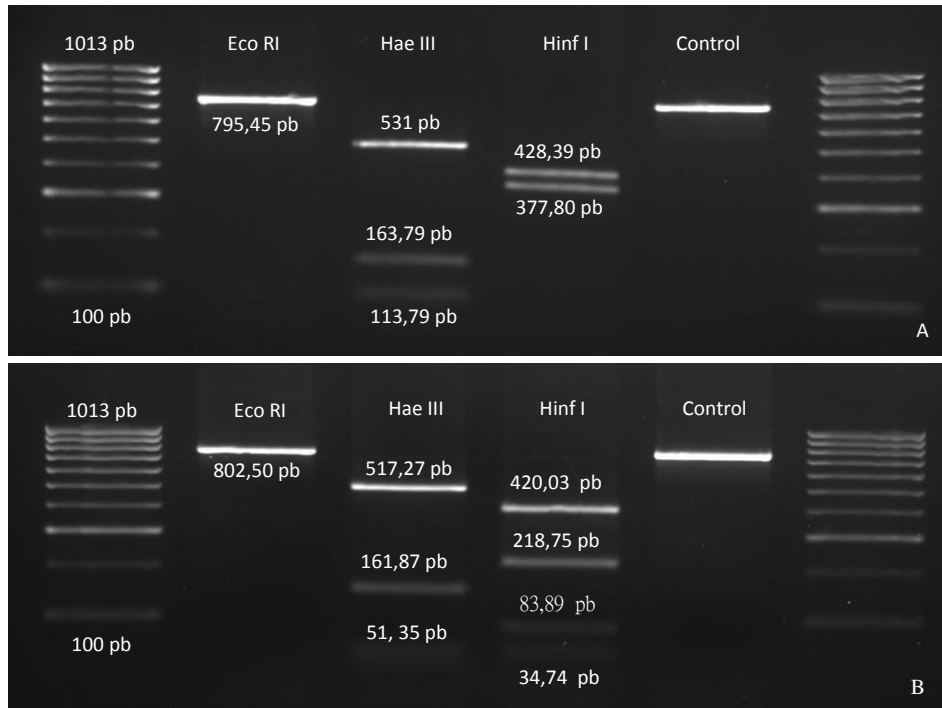 1013 pb Eco RI Hae III Hinf I Control
795,45 pb 531 pb 428,39 pb
377,80 pb
163,79 pb
100 pb 113,79 pb
A
1013 pb Eco RI Hae III Hinf I Control
802,50 pb 517,27 pb 420,03 pb
218,75 pb
161,87 pb
83,89 pb
51, 35 pb
100 pb
34,74 pb
B